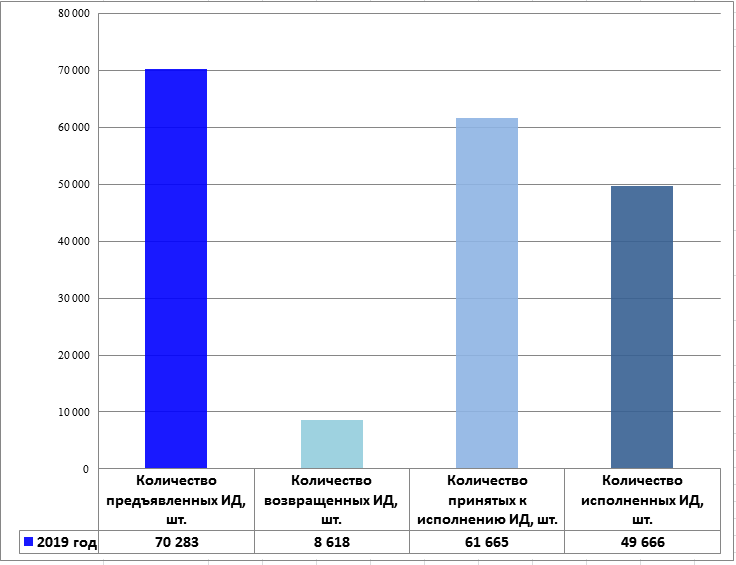 80 000
70 000
60 000
50 000
40 000
30 000
20 000
10 000
0
Количество предъявленных ИД, шт.
Количество возвращенных ИД, шт.
Количество принятых к исполнению ИД, шт.
Количество исполненных ИД, шт.
2019 год 70 283 8 618 61 665 49 666